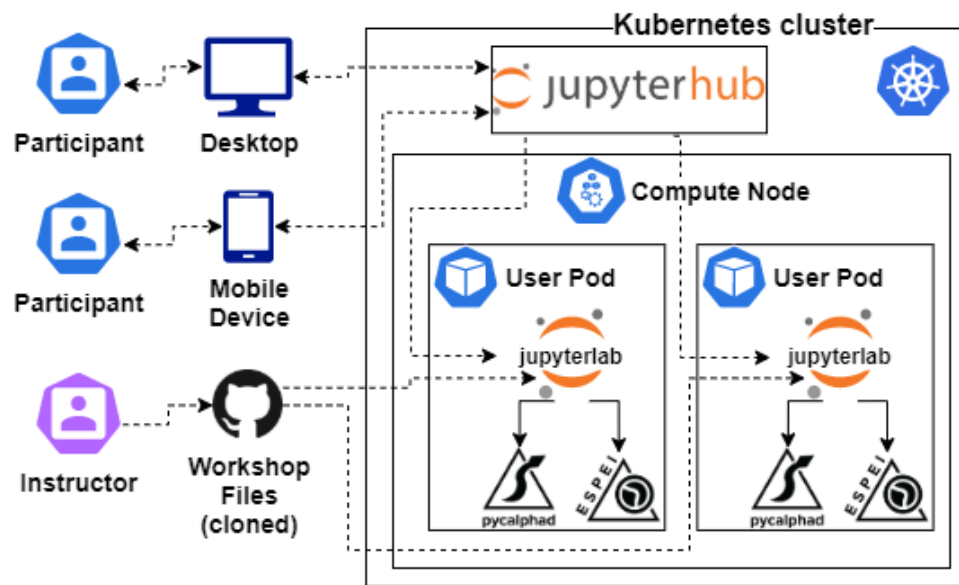 Kubernetes cluster
jupyterhub
Participant
Desktop
Compute Node
Participant
Mobile
Device
User Pod
jupyterlab
pycalphad
ESPEI
User Pod
jupyterlab
pycalphad
ESPEI
Instructor
Workshop
Files
(cloned)